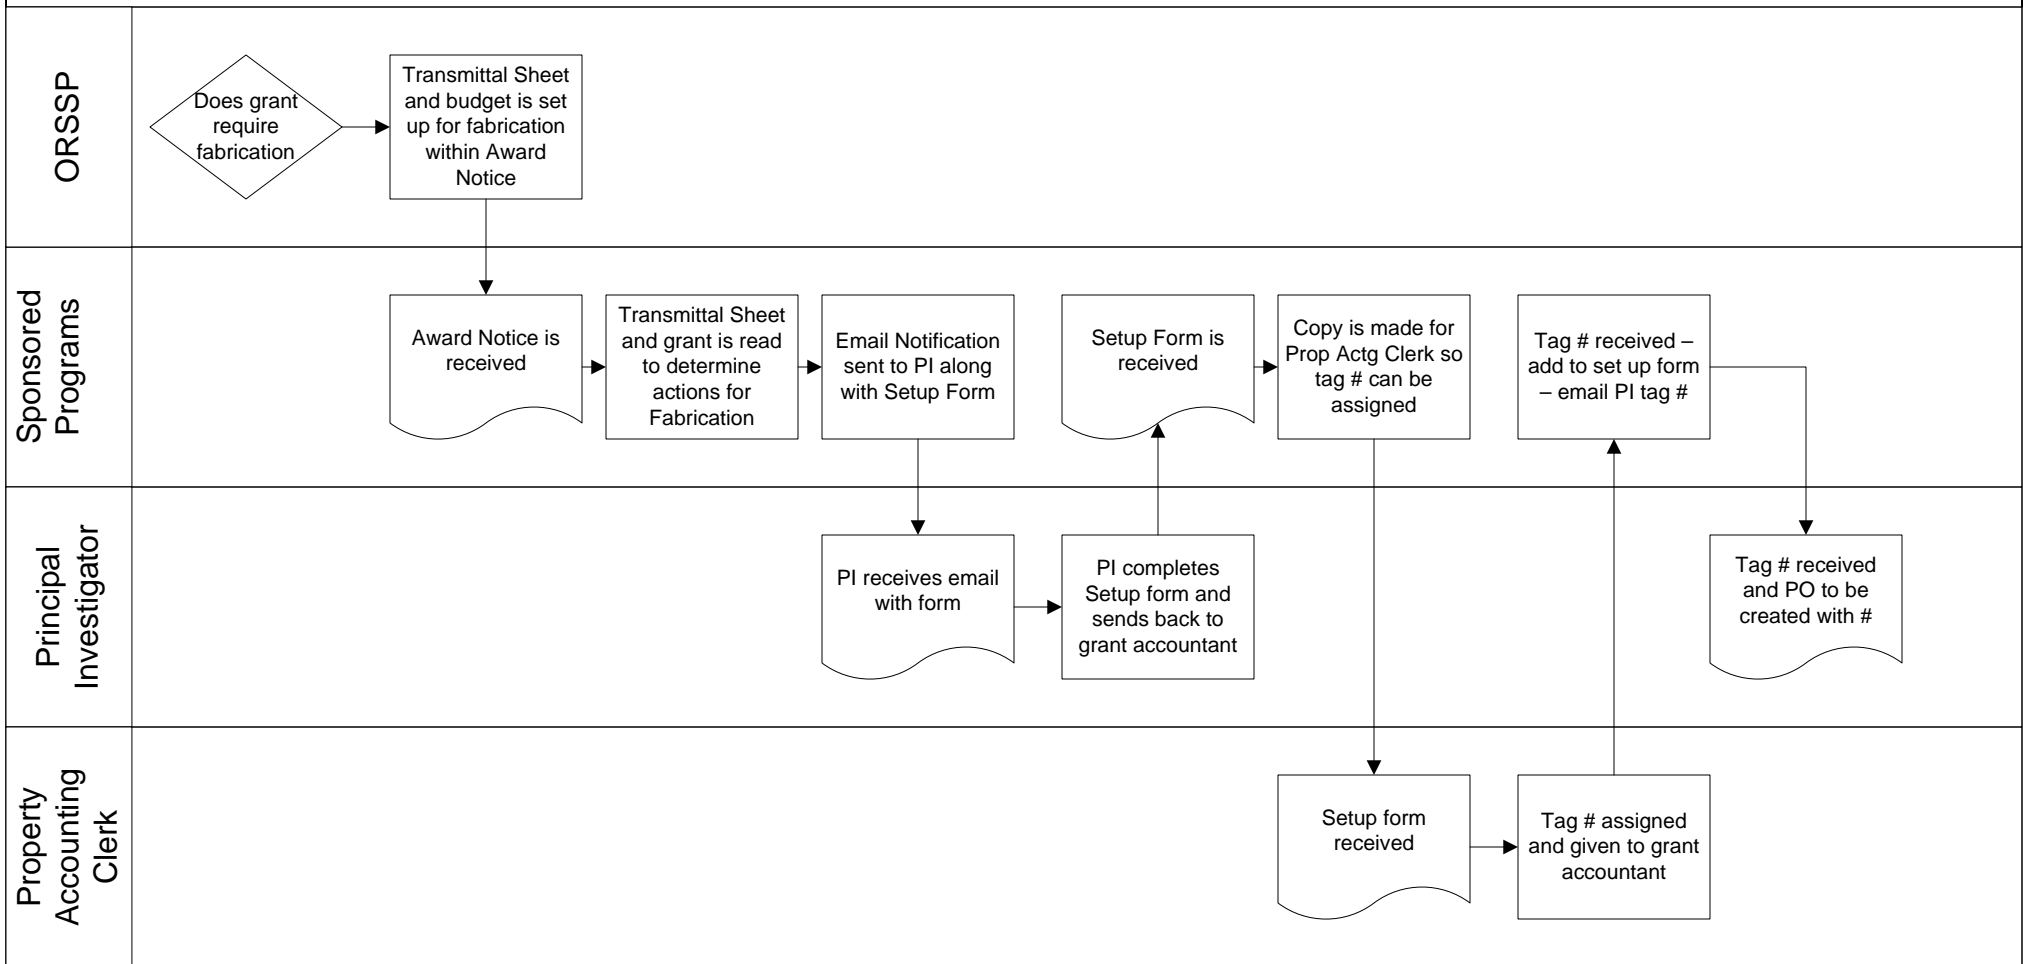 ORSSP
Does grant
require
fabrication
Transmittal Sheet
and budget is set
up for fabrication
within Award
Notice
Sponsored
Programs
Award Notice is
received
Transmittal Sheet
and grant is read
to determine
actions for
Fabrication
Email Notification
sent to PI along
with Setup Form
Setup Form is
received
Copy is made for
Prop Actg Clerk so
tag # can be
assigned
Tag # received –
add to set up form
– email PI tag #
Principal
Investigator
PI receives email
with form
PI completes
Setup form and
sends back to
grant accountant
Tag # received
and PO to be
created with #
Property
Accounting
Clerk
Setup form
received
Tag # assigned
and given to grant
accountant